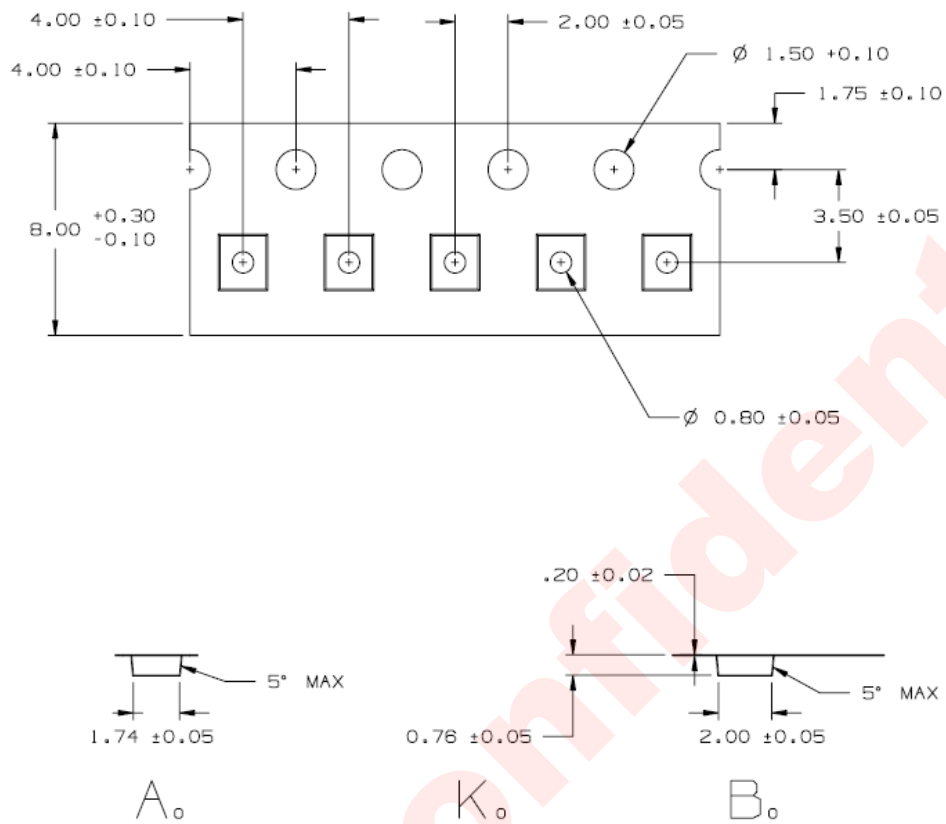 4.00 ±0.10
2.00 ±0.05
Ø 1.50 +0.10
4.00 ±0.10
1.75 ±0.10
8.00 +0.30
-0.10
3.50 ±0.05
Ø 0.80 ±0.05
.20 ±0.02
5° MAX
5° MAX
1.74 ±0.05
0.76 ±0.05
2.00 ±0.05
A₀
K₀
B₀
onfident